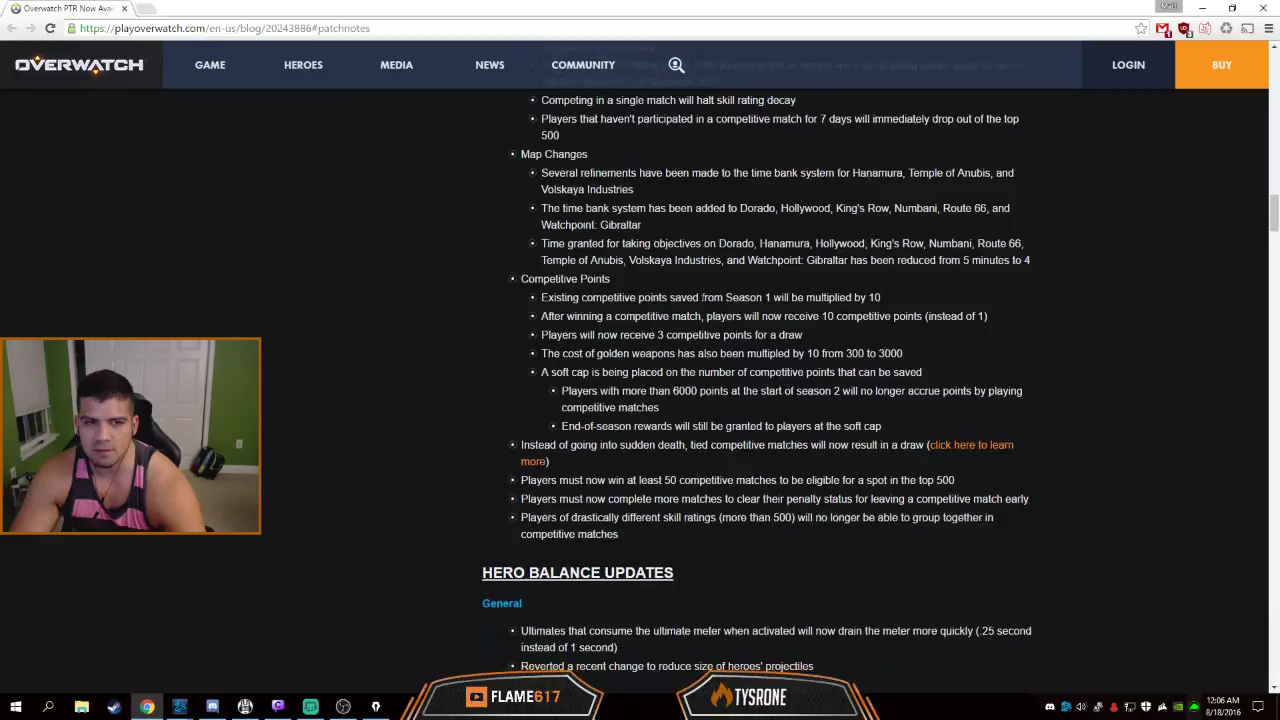 Overwatch PTR Now Avai
Matt
https://playoverwatch.com/en-us/blog/20243886#patchnotes
OVERWATCH
GAME
HEROES
MEDIA
NEWS
COMMUNITY
LOGIN
BUY
Competing in a single match will halt skill rating decay
Players that haven't participated in a competitive match for 7 days will immediately drop out of the top
500
Map Changes
Several refinements have been made to the time bank system for Hanamura, Temple of Anubis, and
Volskaya Industries
The time bank system has been added to Dorado, Hollywood, King's Row, Numbani, Route 66, and
Watchpoint: Gibraltar
Time granted for taking objectives on Dorado, Hanamura, Hollywood, King's Row, Numbani, Route 66,
Temple of Anubis, Volskaya Industries, and Watchpoint: Gibraltar has been reduced from 5 minutes to 4
Competitive Points
Existing competitive points saved from Season 1 will be multiplied by 10
After winning a competitive match, players will now receive 10 competitive points (instead of 1)
Players will now receive 3 competitive points for a draw
The cost of golden weapons has also been multipled by 10 from 300 to 3000
A soft cap is being placed on the number of competitive points that can be saved
Players with more than 6000 points at the start of season 2 will no longer accrue points by playing
competitive matches
End-of-season rewards will still be granted to players at the soft cap
Instead of going into sudden death, tied competitive matches will now result in a draw (click here to learn
more)
Players must now win at least 50 competitive matches to be eligible for a spot in the top 500
Players must now complete more matches to clear their penalty status for leaving a competitive match early
Players of drastically different skill ratings (more than 500) will no longer be able to group together in
competitive matches
HERO BALANCE UPDATES
General
Ultimates that consume the ultimate meter when activated will now drain the meter more quickly (.25 second
instead of 1 second)
Reverted a recent change to reduce size of heroes' projectiles
FLAME617
TYSRONE
12:06 AM
8/18/2016